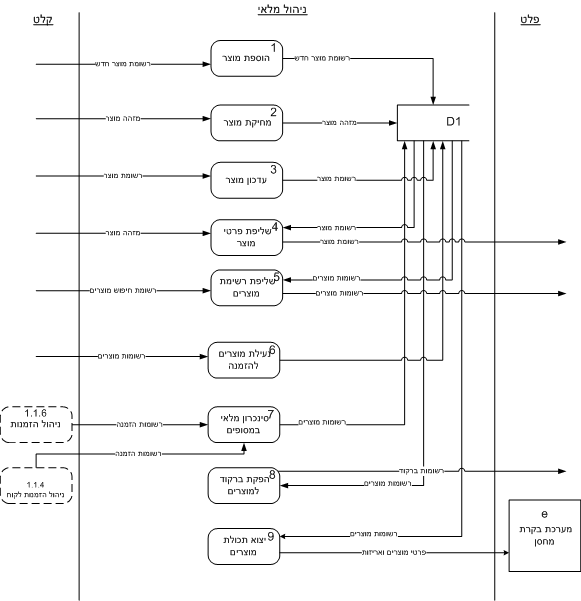 קלט
ניהול מלאי
פלט
1
הוספת מוצר
רשומת מוצר חדש
רשומת מוצר חדש
2
מחיקת מוצר
מזהה מוצר
מזהה מוצר
D1
3
עדכון מוצר
רשומת מוצר
רשומת מוצר
4
שליפת פרטי
מוצר
מזהה מוצר
רשומת מוצר
רשומת מוצר
5
שליפת רשימת
מוצרים
רשומת חיפוש מוצרים
רשומות מוצרים
רשומות מוצרים
6
נעילת מוצרים
להזמנה
רשומות מוצרים
1.1.6
ניהול הזמנות
רשומות הזמנה
7
סינכרון מלאי
במסופים
רשומות מוצרים
1.1.4
ניהול הזמנות לקוח
רשומות הזמנה
8
הפקת ברקוד
למוצרים
רשומות ברקוד
רשומות מוצרים
9
יצוא תכולת
מוצרים
רשומות מוצרים
פרטי מוצרים ואריזות
e
מערכת בקרת
מחסן